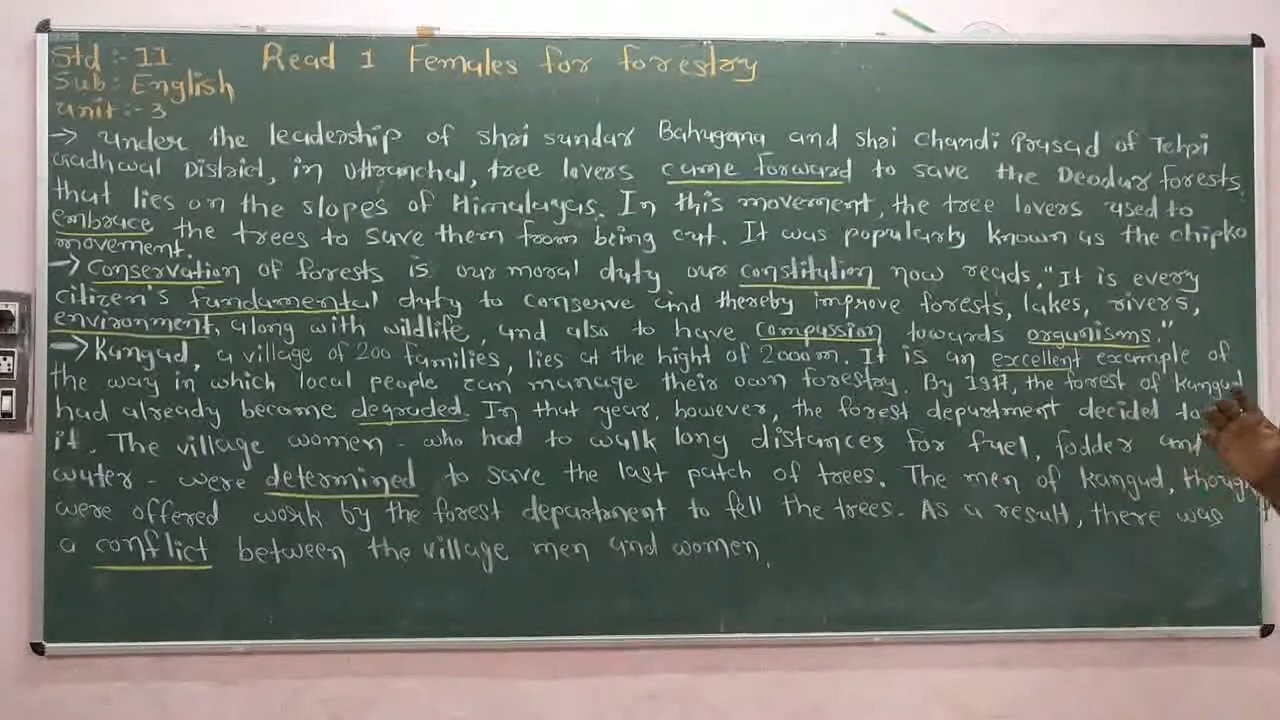 Std :- 11 Read 1 Females for forestry
Sub : English
Unit :- 3
→ Under the leadership of shri sundar Bahugana and shri Chandi Prasad of Tehri
Gadhwal District, in Uttranchal, tree lovers came forward to save the Deodar forests
that lies on the slopes of Himalayas. In this movement, the tree lovers used to
embrace the trees to save them from being cut. It was popularly known as the chipko
movement.
→ Conservation of forests is our moral duty our constitution now reads. "It is every
citizen's fundamental duty to conserve and thereby improve forests, lakes, rivers,
environment, along with wildlife, and also to have compassion towards organisms."
→ Kangad, a village of 200 families, lies at the hight of 2000m. It is an excellent example of
the way in which local people can manage their own forestry. By the forest of Kangad
had already become degraded. In that year, however, the forest department decided to
it. The village women - who had to walk long distances for fuel, fodder and
water - were determined to save the last patch of trees. The men of Kangad, though
were offered work by the forest department to fell the trees. As a result, there was
a conflict between the village men and women.